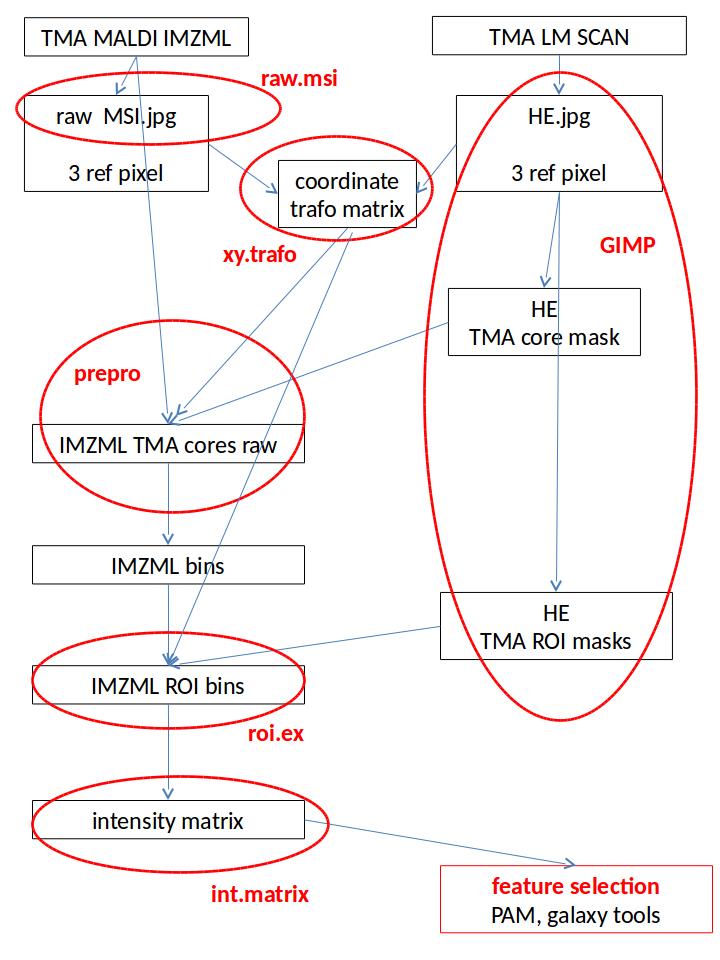 TMA MALDI IMZML
TMA LM SCAN
raw.msi
raw  MSI.jpg
3 ref pixel
HE.jpg
3 ref pixel
coordinate
trafo matrix
xy.trafo
GIMP
HE
TMA core mask
prepro
IMZML TMA cores raw
IMZML bins
HE
TMA ROI masks
IMZML ROI bins
roi.ex
intensity matrix
int.matrix
feature selection
PAM, galaxy tools